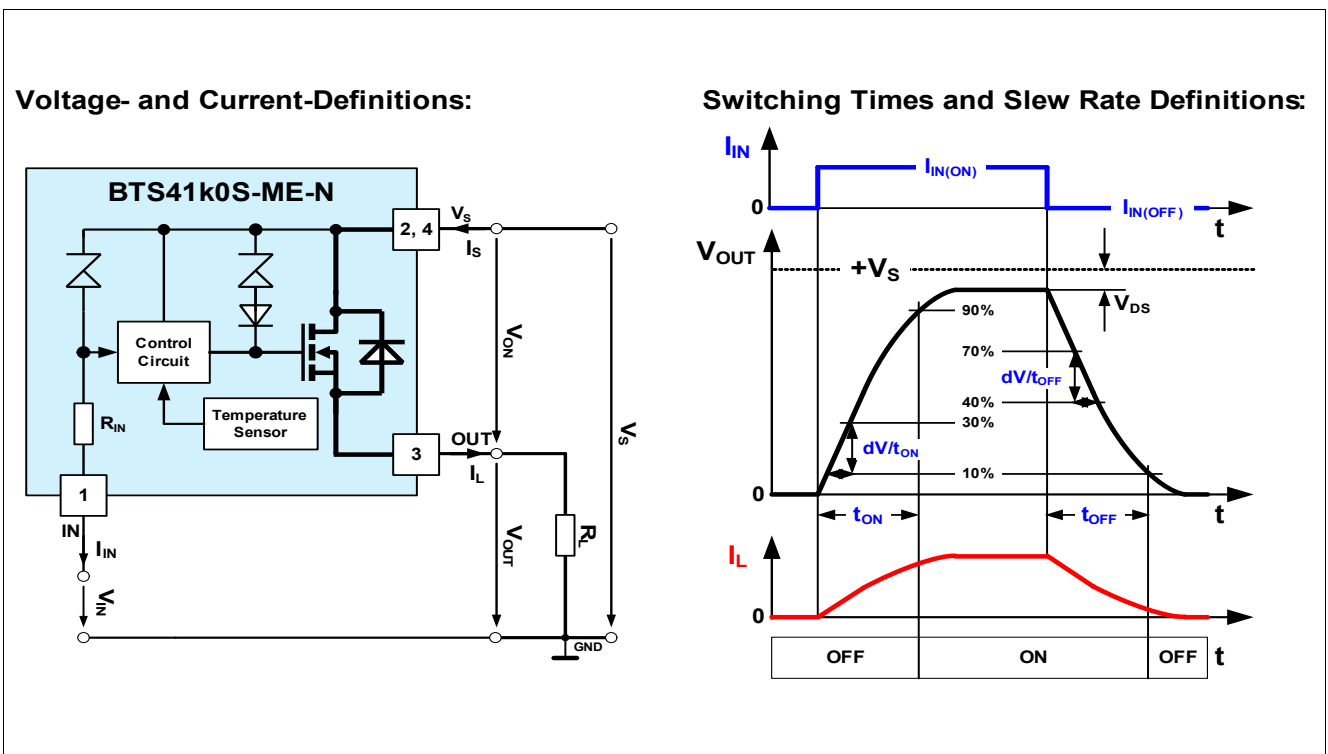 Voltage- and Current-Definitions:
BTS41k0S-ME-N
VS
2, 4
IS
Control
Circuit
Temperature
Sensor
RIN
VON
VS
OUT
3
IL
1
IN
IIN
VIN
VOUT
RL
GND
Switching Times and Slew Rate Definitions:
IIN
IIN(ON)
0
IIN(OFF)
t
VOUT
+VS
VDS
90%
70%
dV/tOFF
40%
30%
dV/tON
10%
0
t
tON
tOFF
IL
0
OFF
ON
OFF
t